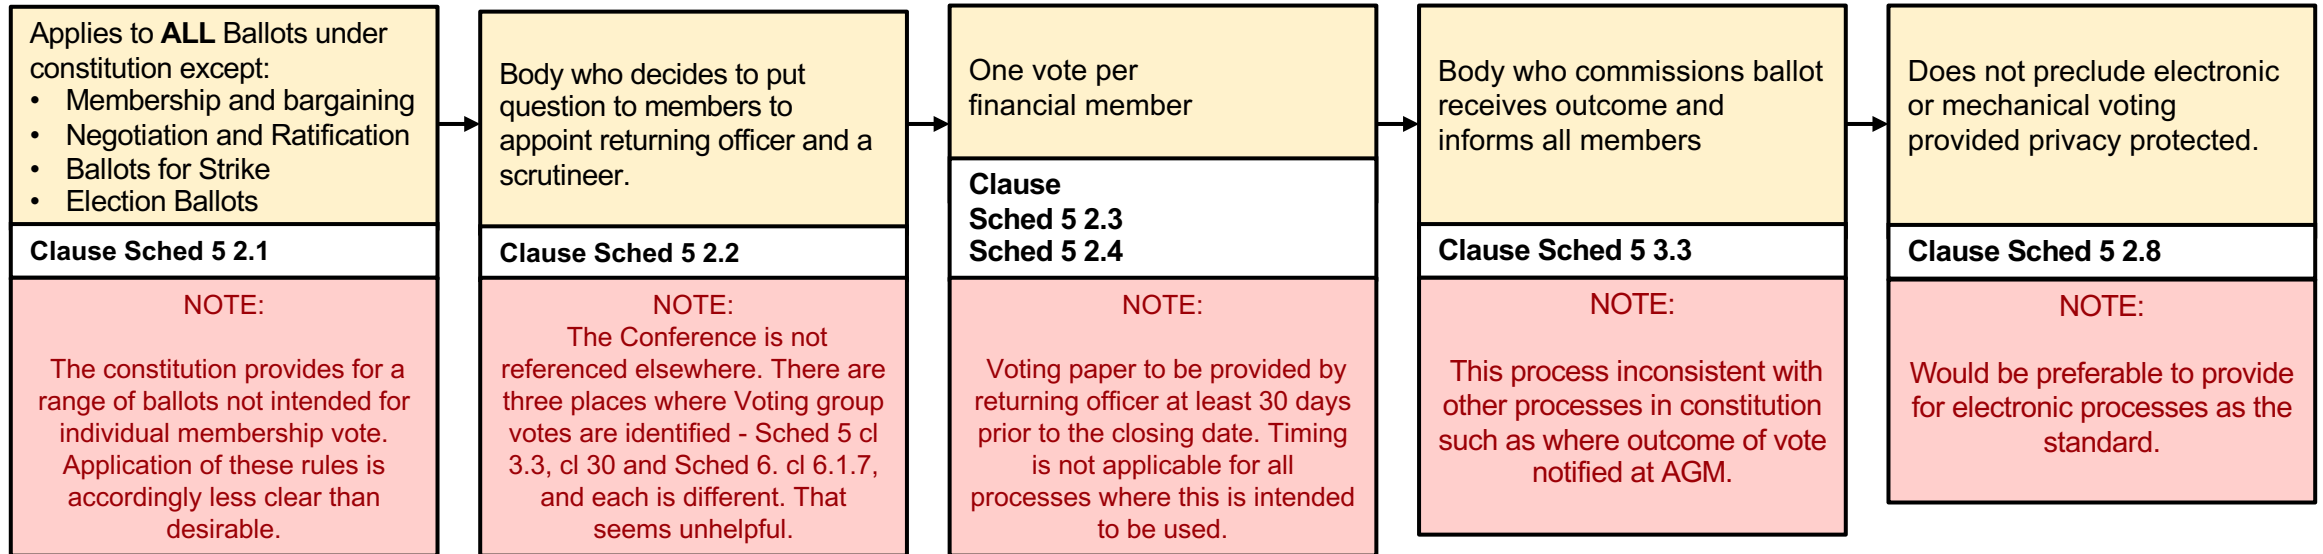 Applies to ALL Ballots under
constitution except:
• Membership and bargaining
• Negotiation and Ratification
• Ballots for Strike
• Election Ballots
Clause Sched 5 2.1
NOTE:
The constitution provides for a
range of ballots not intended for
individual membership vote.
Application of these rules is
accordingly less clear than
desirable.
Body who decides to put
question to members to
appoint returning officer and a
scrutineer.
Clause Sched 5 2.2
NOTE:
The Conference is not
referenced elsewhere. There are
three places where Voting group
votes are identified - Sched 5 cl
3.3, cl 30 and Sched 6. cl 6.1.7,
and each is different. That
seems unhelpful.
One vote per
financial member
Clause
Sched 5 2.3
Sched 5 2.4
NOTE:
Voting paper to be provided by
returning officer at least 30 days
prior to the closing date. Timing
is not applicable for all
processes where this is intended
to be used.
Body who commissions ballot
receives outcome and
informs all members
Clause Sched 5 3.3
NOTE:
This process inconsistent with
other processes in constitution
such as where outcome of vote
notified at AGM.
Does not preclude electronic
or mechanical voting
provided privacy protected.
Clause Sched 5 2.8
NOTE:
Would be preferable to provide
for electronic processes as the
standard.